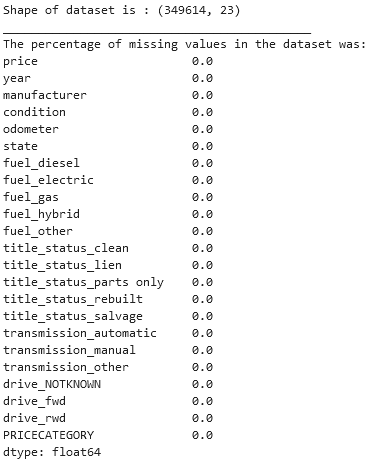 Shape of dataset is : (349614, 23)
The percentage of missing values in the dataset was:
price 0.0
year 0.0
manufacturer 0.0
condition 0.0
odometer 0.0
state 0.0
fuel_diesel 0.0
fuel_electric 0.0
fuel_gas 0.0
fuel_hybrid 0.0
fuel_other 0.0
title_status_clean 0.0
title_status_lien 0.0
title_status_parts only 0.0
title_status_rebuilt 0.0
title_status_salvage 0.0
transmission_automatic 0.0
transmission_manual 0.0
transmission_other 0.0
drive_NOTKNOWN 0.0
drive_fwd 0.0
drive_rwd 0.0
PRICECATEGORY 0.0
dtype: float64